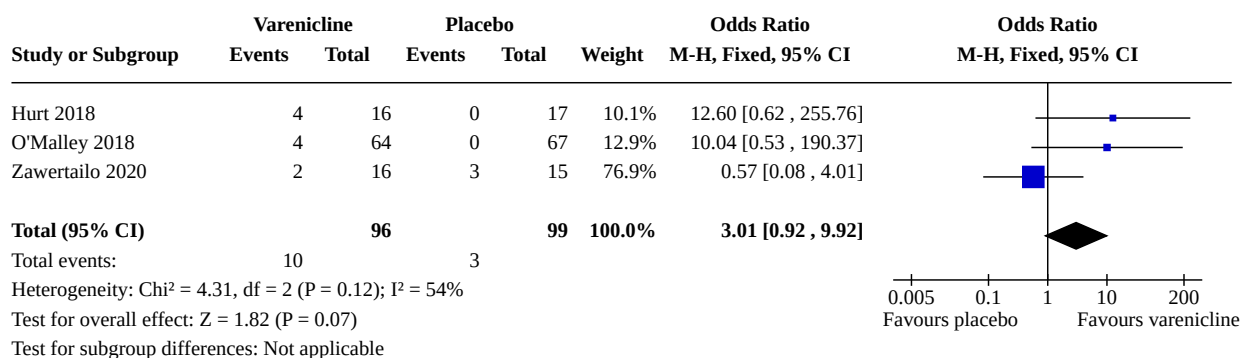 Varenicline Placebo Odds Ratio Odds Ratio
Study or Subgroup Events Total Events Total Weight M-H, Fixed, 95% CI M-H, Fixed, 95% CI
Hurt 2018 4 16 0 17 10.1% 12.60 [0.62 , 255.76]
O'Malley 2018 4 64 0 67 12.9% 10.04 [0.53 , 190.37]
Zawertailo 2020 2 16 3 15 76.9% 0.57 [0.08 , 4.01]
Total (95% CI) 96 99 100.0% 3.01 [0.92 , 9.92]
Total events: 10 3
Heterogeneity: Chi² = 4.31, df = 2 (P = 0.12); I² = 54%
0.005 0.1 1 10 200
Test for overall effect: Z = 1.82 (P = 0.07)
Favours placebo Favours varenicline
Test for subgroup differences: Not applicable